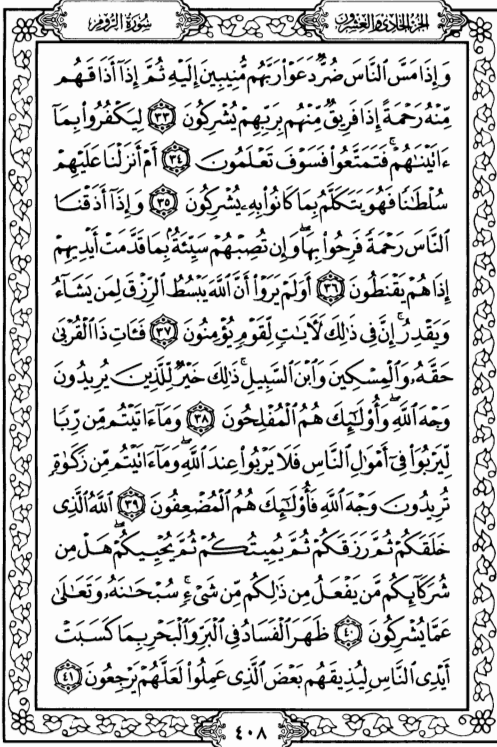 الجزء الحادي والعشرون
سورة الروم
وَإِذَا مَسَّ ٱلنَّاسَ ضُرٌّ دَعَوْا۟ رَبَّهُم مُّنِيبِينَ إِلَيْهِ ثُمَّ إِذَآ أَذَاقَهُم
مِّنْهُ رَحْمَةً إِذَا فَرِيقٌ مِّنْهُم بِرَبِّهِمْ يُشْرِكُونَ ٣٣ لِيَكْفُرُوا۟ بِمَآ
ءَاتَيْنَٰهُمْ ۚ فَتَمَتَّعُوا۟ فَسَوْفَ تَعْلَمُونَ ٣٤ أَمْ أَنزَلْنَا عَلَيْهِمْ
سُلْطَٰنًا فَهُوَ يَتَكَلَّمُ بِمَا كَانُوا۟ بِهِۦ يُشْرِكُونَ ٣٥ وَإِذَآ أَذَقْنَا
ٱلنَّاسَ رَحْمَةً فَرِحُوا۟ بِهَا ۖ وَإِن تُصِبْهُمْ سَيِّئَةٌۢ بِمَا قَدَّمَتْ أَيْدِيهِمْ
إِذَا هُمْ يَقْنَطُونَ ٣٦ أَوَلَمْ يَرَوْا۟ أَنَّ ٱللَّهَ يَبْسُطُ ٱلرِّزْقَ لِمَن يَشَآءُ
وَيَقْدِرُ ۚ إِنَّ فِى ذَٰلِكَ لَءَايَٰتٍ لِّقَوْمٍ يُؤْمِنُونَ ٣٧ فَـَٔاتِ ذَا ٱلْقُرْبَىٰ
حَقَّهُۥ وَٱلْمِسْكِينَ وَٱبْنَ ٱلسَّبِيلِ ۚ ذَٰلِكَ خَيْرٌ لِّلَّذِينَ يُرِيدُونَ
وَجْهَ ٱللَّهِ ۖ وَأُو۟لَٰٓئِكَ هُمُ ٱلْمُفْلِحُونَ ٣٨ وَمَآ ءَاتَيْتُم مِّن رِّبًا
لِّيَرْبُوَا۟ فِىٓ أَمْوَٰلِ ٱلنَّاسِ فَلَا يَرْبُوا۟ عِندَ ٱللَّهِ ۖ وَمَآ ءَاتَيْتُم مِّن زَكَوٰةٍ
تُرِيدُونَ وَجْهَ ٱللَّهِ فَأُو۟لَٰٓئِكَ هُمُ ٱلْمُضْعِفُونَ ٣٩ ٱللَّهُ ٱلَّذِى
خَلَقَكُمْ ثُمَّ رَزَقَكُمْ ثُمَّ يُمِيتُكُمْ ثُمَّ يُحْيِيكُمْ ۖ هَلْ مِن
شُرَكَآئِكُم مَّن يَفْعَلُ مِن ذَٰلِكُم مِّن شَىْءٍ ۚ سُبْحَٰنَهُۥ وَتَعَٰلَىٰ
عَمَّا يُشْرِكُونَ ٤٠ ظَهَرَ ٱلْفَسَادُ فِى ٱلْبَرِّ وَٱلْبَحْرِ بِمَا كَسَبَتْ
أَيْدِى ٱلنَّاسِ لِيُذِيقَهُم بَعْضَ ٱلَّذِى عَمِلُوا۟ لَعَلَّهُمْ يَرْجِعُونَ ٤١
٤٠٨